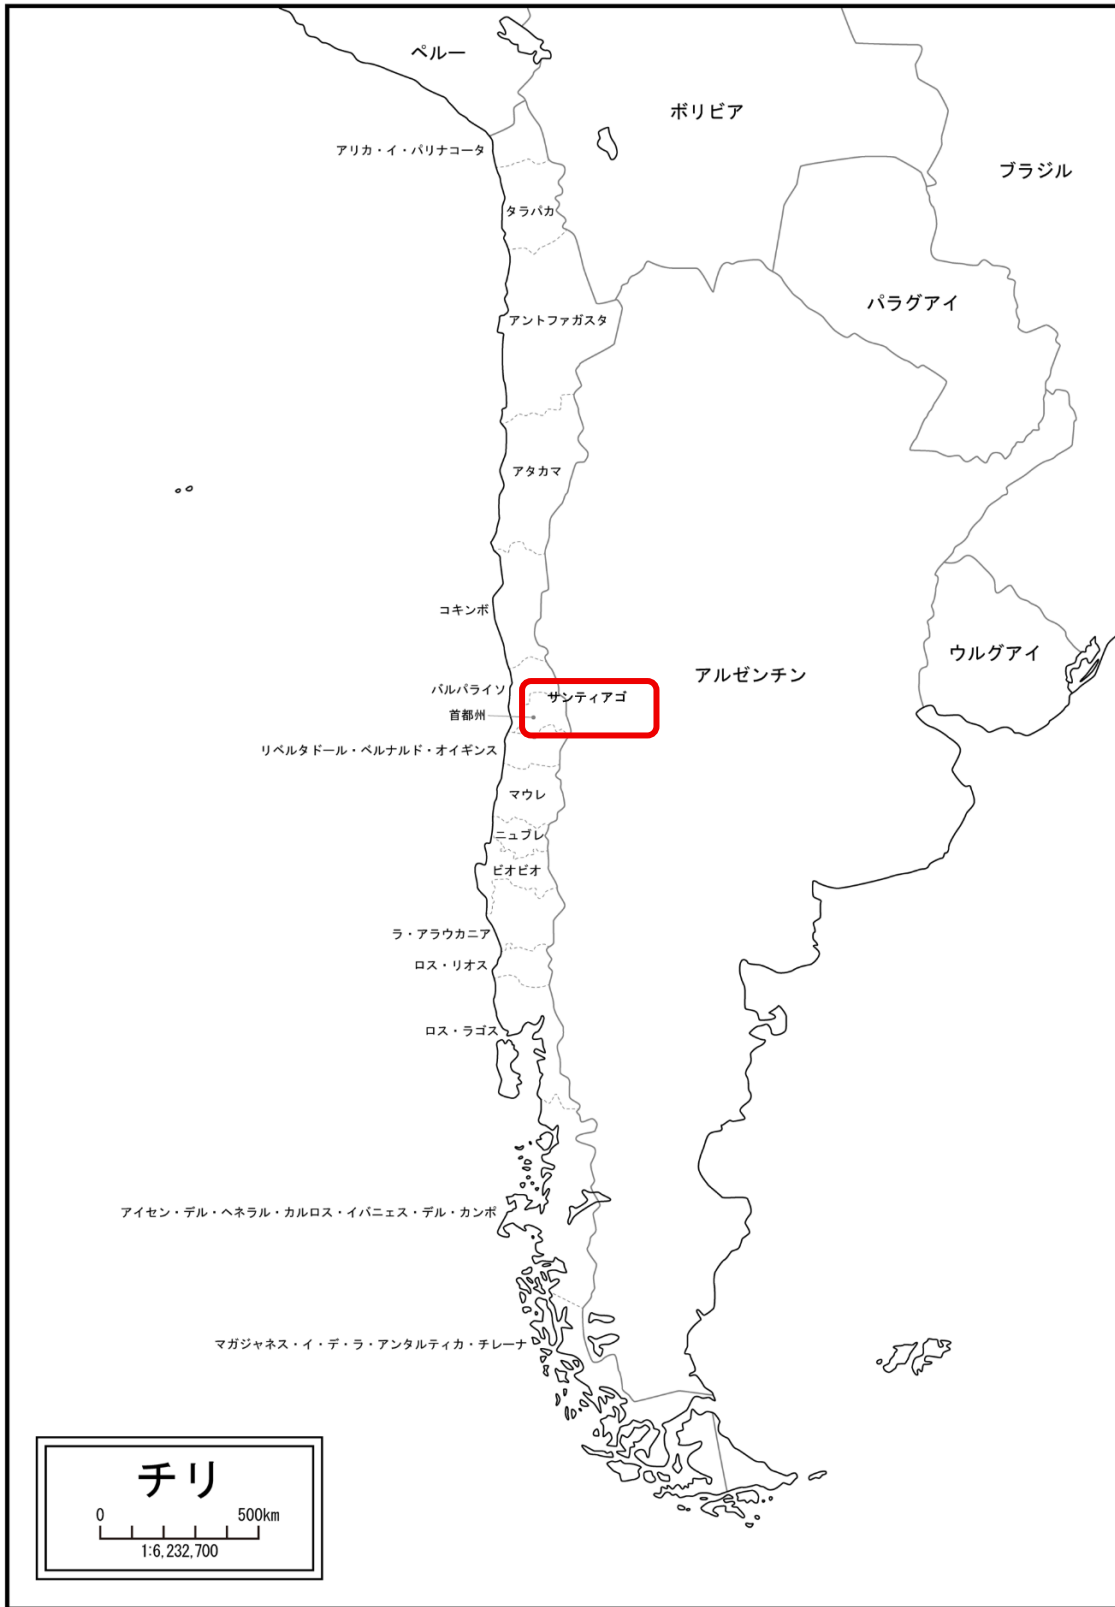 ペルー
ボリビア
アリカ・イ・パリナコータ
ブラジル
タラパカ
パラグアイ
アントファガスタ
アタカマ
コキンボ
ウルグアイ
アルゼンチン
バルパライソ
サンティアゴ
首都州
リベルタドール・ベルナルド・オイギンス
マウレ
ニュブレ
ビオビオ
ラ・アラウカニア
ロス・リオス
ロス・ラゴス
アイセン・デル・ヘネラル・カルロス・イバニェス・デル・カンポ
マガジャネス・イ・デ・ラ・アンタルティカ・チレーナ
チリ
0 500km
1:6,232,700